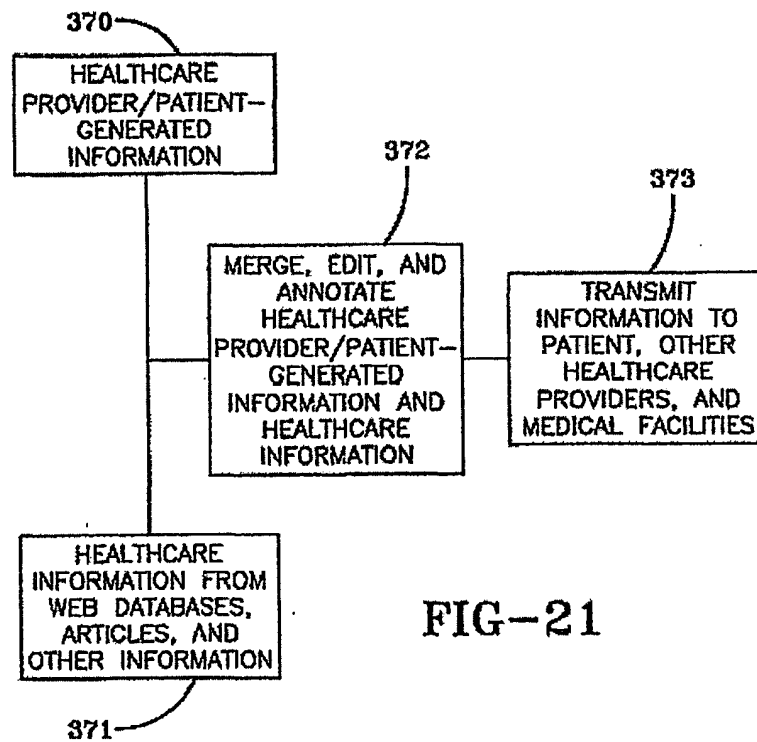 370
HEALTHCARE
PROVIDER/PATIENT-
GENERATED
INFORMATION
372
MERGE, EDIT, AND
ANNOTATE
HEALTHCARE
PROVIDER/PATIENT-
GENERATED
INFORMATION AND
HEALTHCARE
INFORMATION
373
TRANSMIT
INFORMATION TO
PATIENT, OTHER
HEALTHCARE
PROVIDERS, AND
MEDICAL FACILITIES
HEALTHCARE
INFORMATION FROM
WEB DATABASES,
ARTICLES, AND
OTHER INFORMATION
371
FIG-21